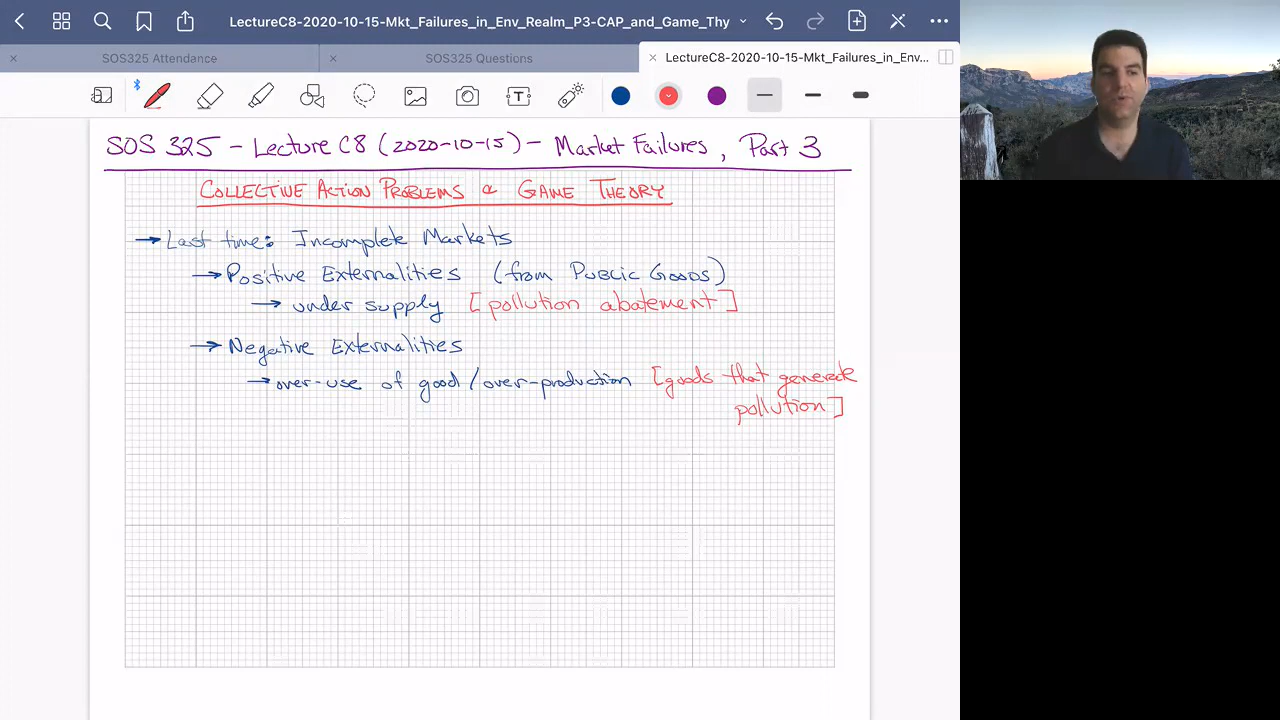 LectureC8-2020-10-15-Mkt_Failures_in_Env_Realm_P3-CAP_and_Game_Thy
SOS325 Attendance
SOS325 Questions
LectureC8-2020-10-15-Mkt_Failures_in_Env...
SOS 325 - Lecture C8 (2020-10-15) - Market Failures, Part 3
COLLECTIVE ACTION PROBLEMS & GAME THEORY
→ Last time: Incomplete Markets
→ Positive Externalities (from Public Goods)
→ under supply [pollution abatement]
→ Negative Externalities
→ over-use of good/over-production [goods that generate
pollution]